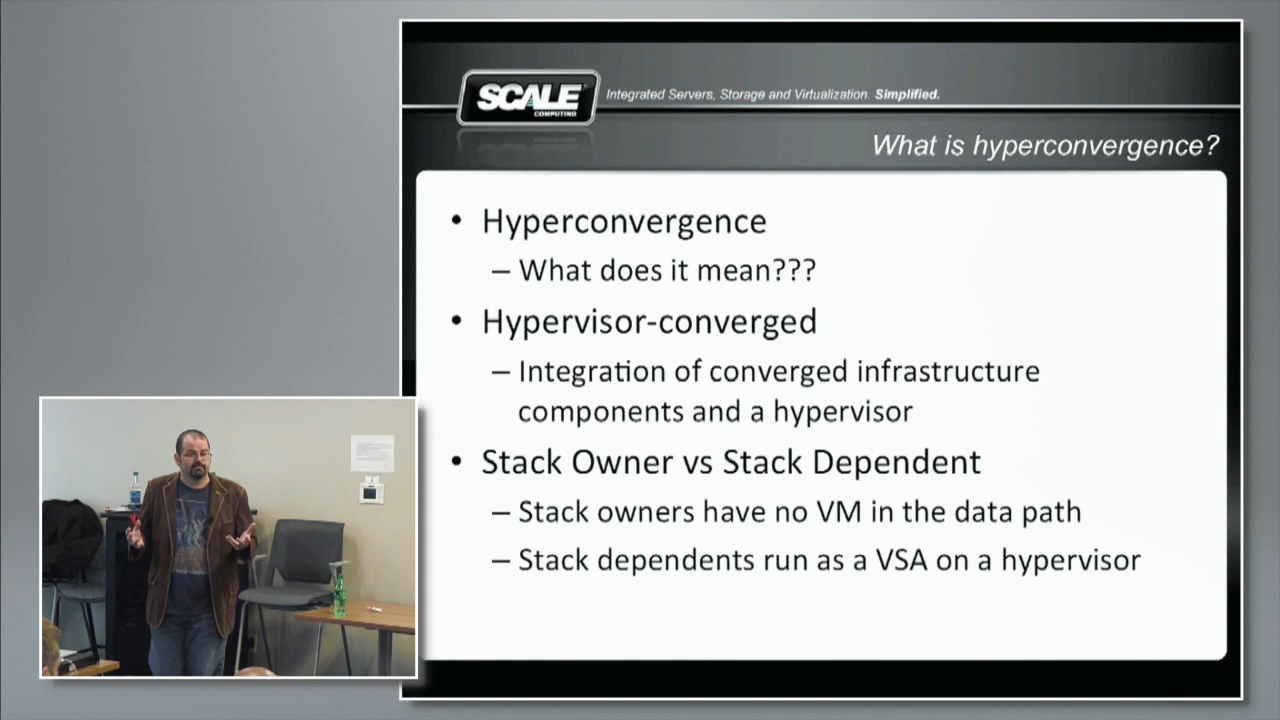 SCALE
COMPUTING
Integrated Servers, Storage and Virtualization. Simplified.
What is hyperconvergence?
• Hyperconvergence
– What does it mean???
• Hypervisor-converged
– Integration of converged infrastructure
components and a hypervisor
• Stack Owner vs Stack Dependent
– Stack owners have no VM in the data path
– Stack dependents run as a VSA on a hypervisor